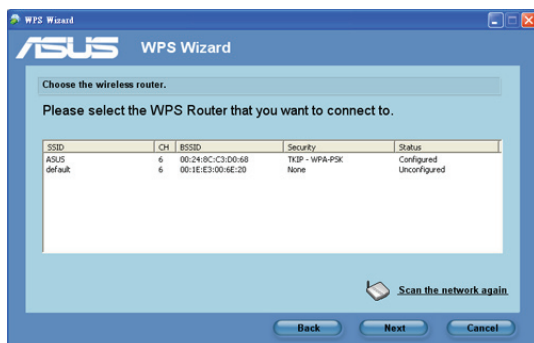 WPS Wizard
ASUS WPS Wizard
Choose the wireless router.
Please select the WPS Router that you want to connect to.
SSID CH BSSID Security Status
ASUS 6 00:24:8C:C3:D0:68 TKIP - WPA-PSK Configured
default 6 00:1E:E3:00:6E:20 None Unconfigured
Scan the network again
Back Next Cancel